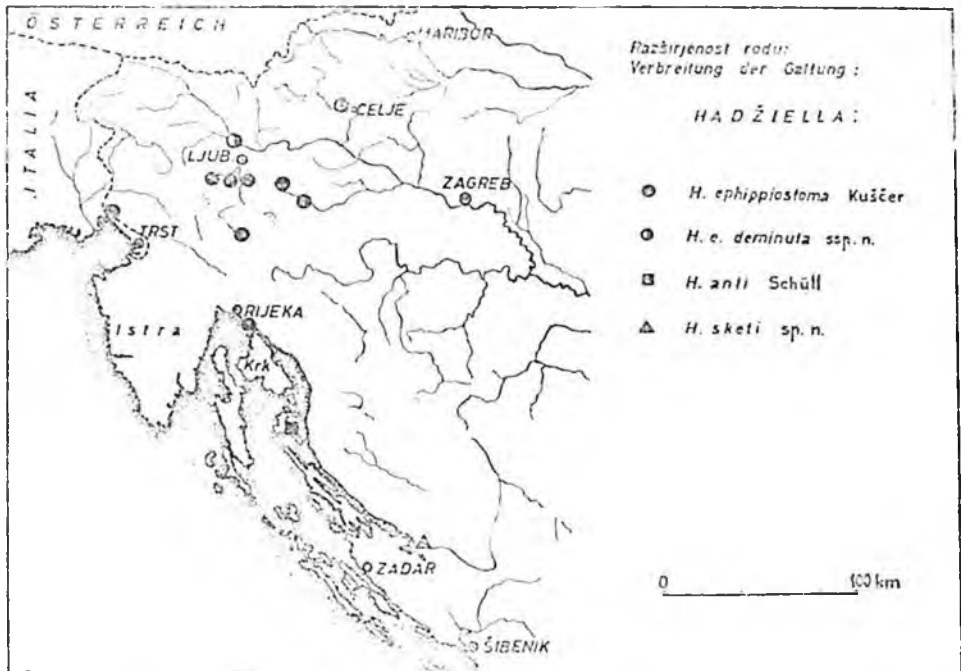 ÖSTERREICH
MARIBOR
Razširjenost rodu:
Verbreitung der Gattung:
ITALIA
CELJE
HADŽIELLA:
LJUB.
ZAGREB
H. ephippiostoma Kuščer
TRST
H. e. deminuta ssp. n.
RIJEKA
H. anti Schütt
Istra
H. sketi sp. n.
Krk
ZADAR
0 100 km
ŠIBENIK